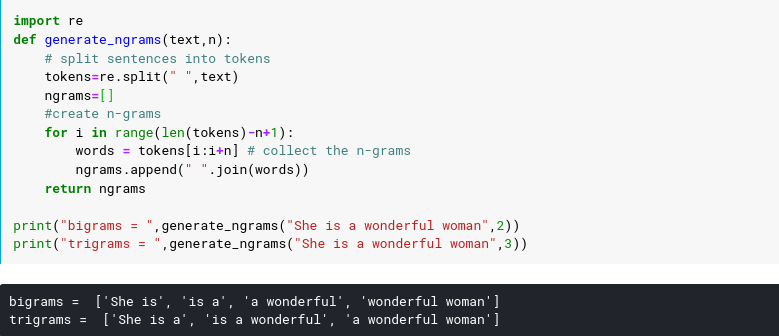 import re
def generate_ngrams(text,n):
    # split sentences into tokens
    tokens=re.split(" ",text)
    ngrams=[]
    #create n-grams
    for i in range(len(tokens)-n+1):
        words = tokens[i:i+n] # collect the n-grams
        ngrams.append(" ".join(words))
    return ngrams

print("bigrams = ",generate_ngrams("She is a wonderful woman",2))
print("trigrams = ",generate_ngrams("She is a wonderful woman",3))

bigrams =  ['She is', 'is a', 'a wonderful', 'wonderful woman']
trigrams =  ['She is a', 'is a wonderful', 'a wonderful woman']